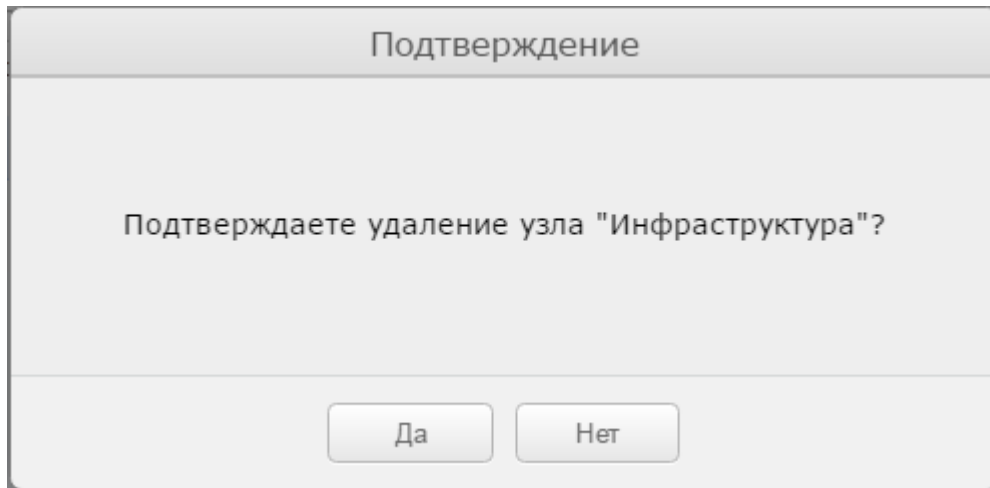 Подтверждение
Подтверждаете удаление узла "Инфраструктура"?
Да
Нет